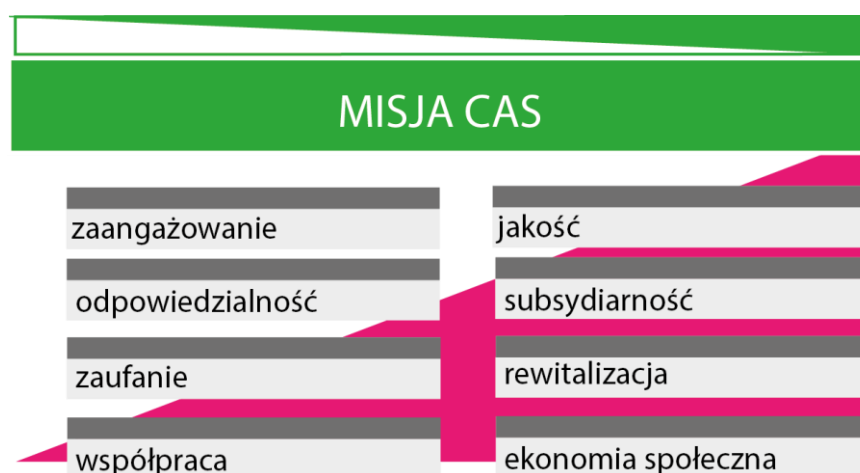 MISJA CAS
zaangażowanie
odpowiedzialność
zaufanie
współpraca
jakość
subsydiarność
rewitalizacja
ekonomia społeczna